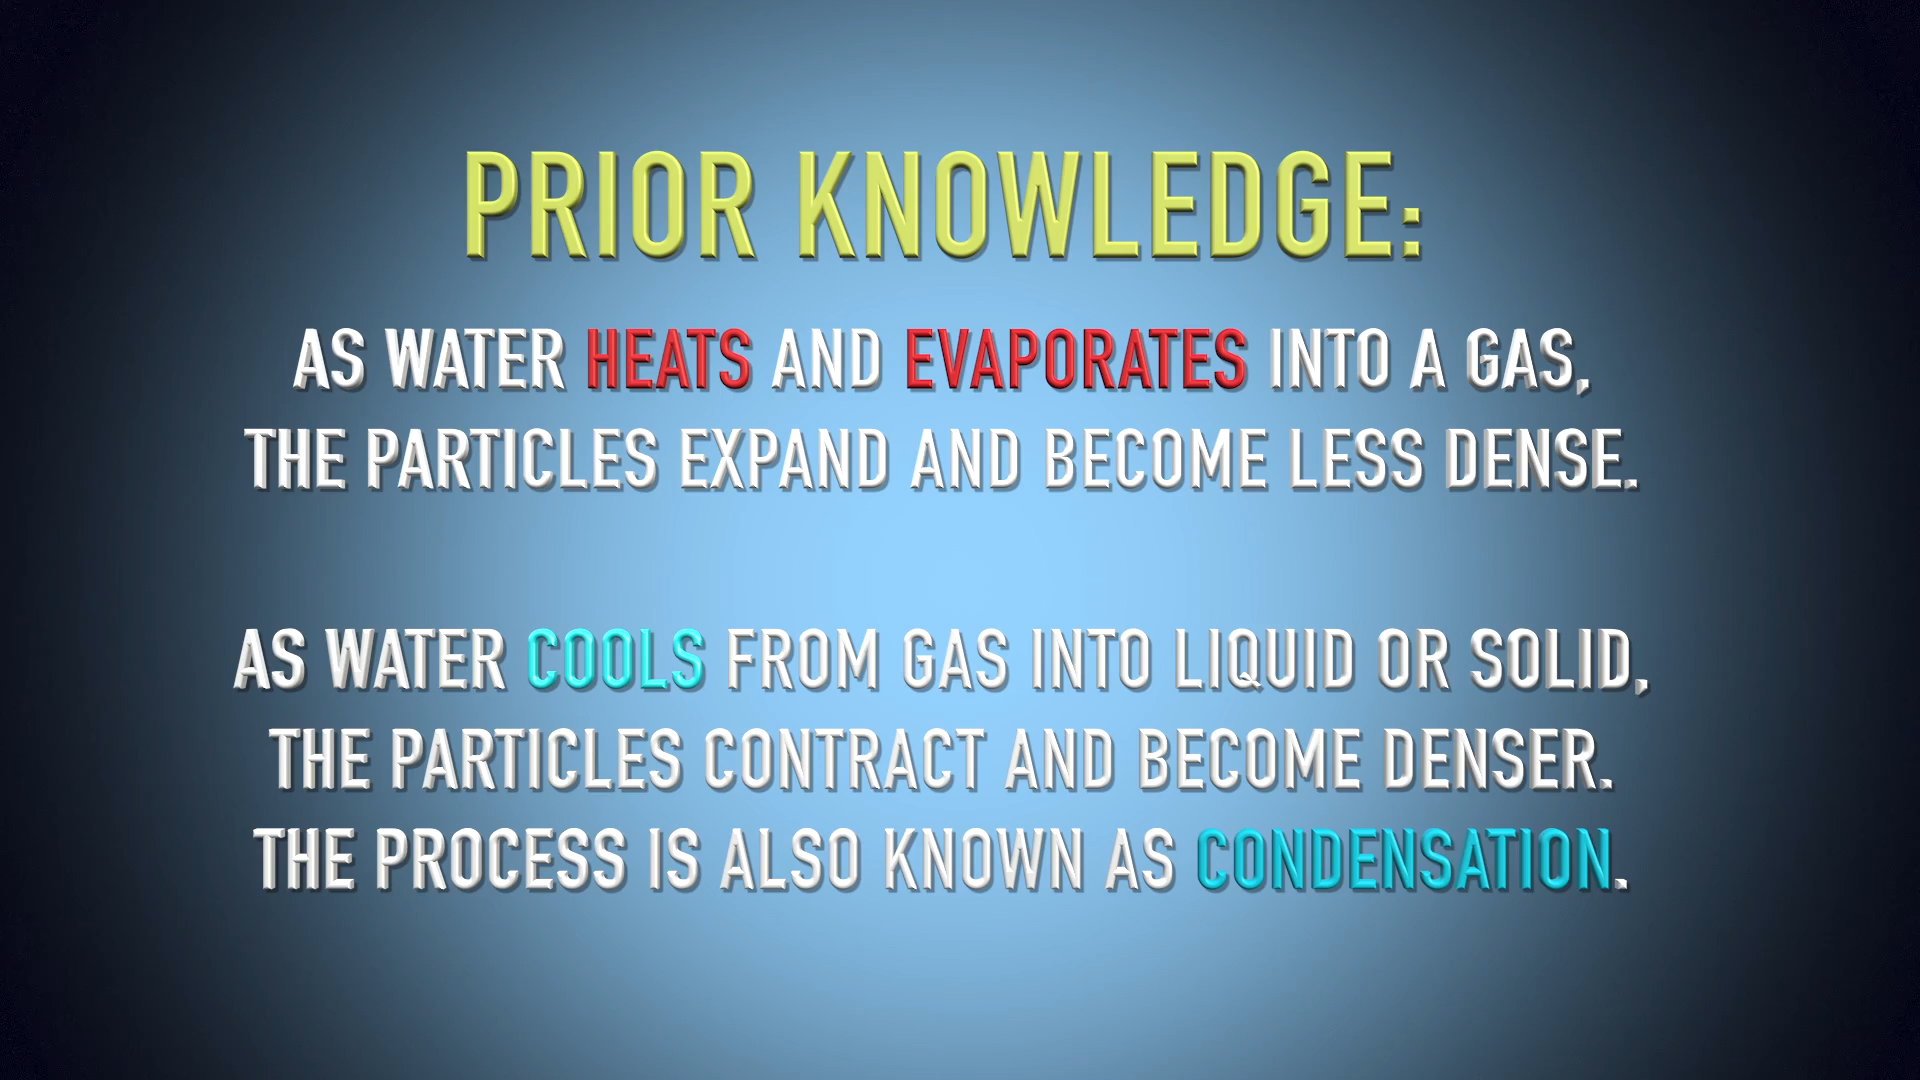 PRIOR KNOWLEDGE:
AS WATER HEATS AND EVAPORATES INTO A GAS,
THE PARTICLES EXPAND AND BECOME LESS DENSE.
AS WATER COOLS FROM GAS INTO LIQUID OR SOLID,
THE PARTICLES CONTRACT AND BECOME DENSER.
THE PROCESS IS ALSO KNOWN AS CONDENSATION.